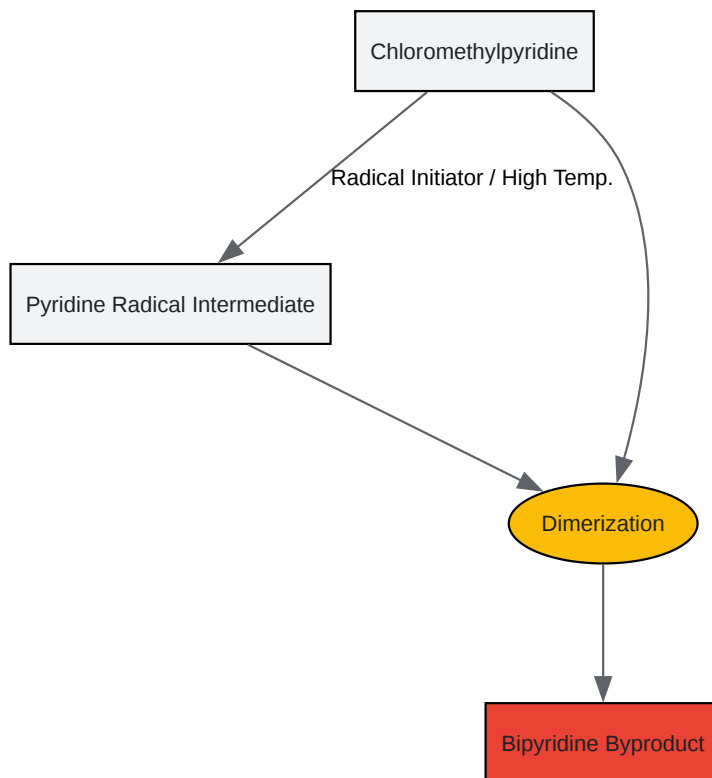 Chloromethylpyridine
Radical Initiator / High Temp.
Pyridine Radical Intermediate
Dimerization
Bipyridine Byproduct